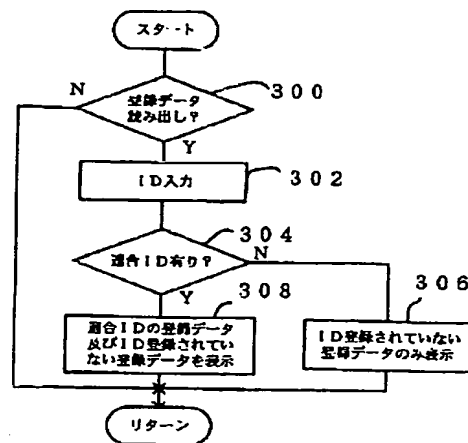 スタート
N
300
登録データ
読み出し?
Y
ID入力
302
304
適合ID有り?
N
Y
308
306
適合IDの登録データ
及びID登録されてい
ない登録データを表示
ID登録されていない
登録データのみ表示
リターン